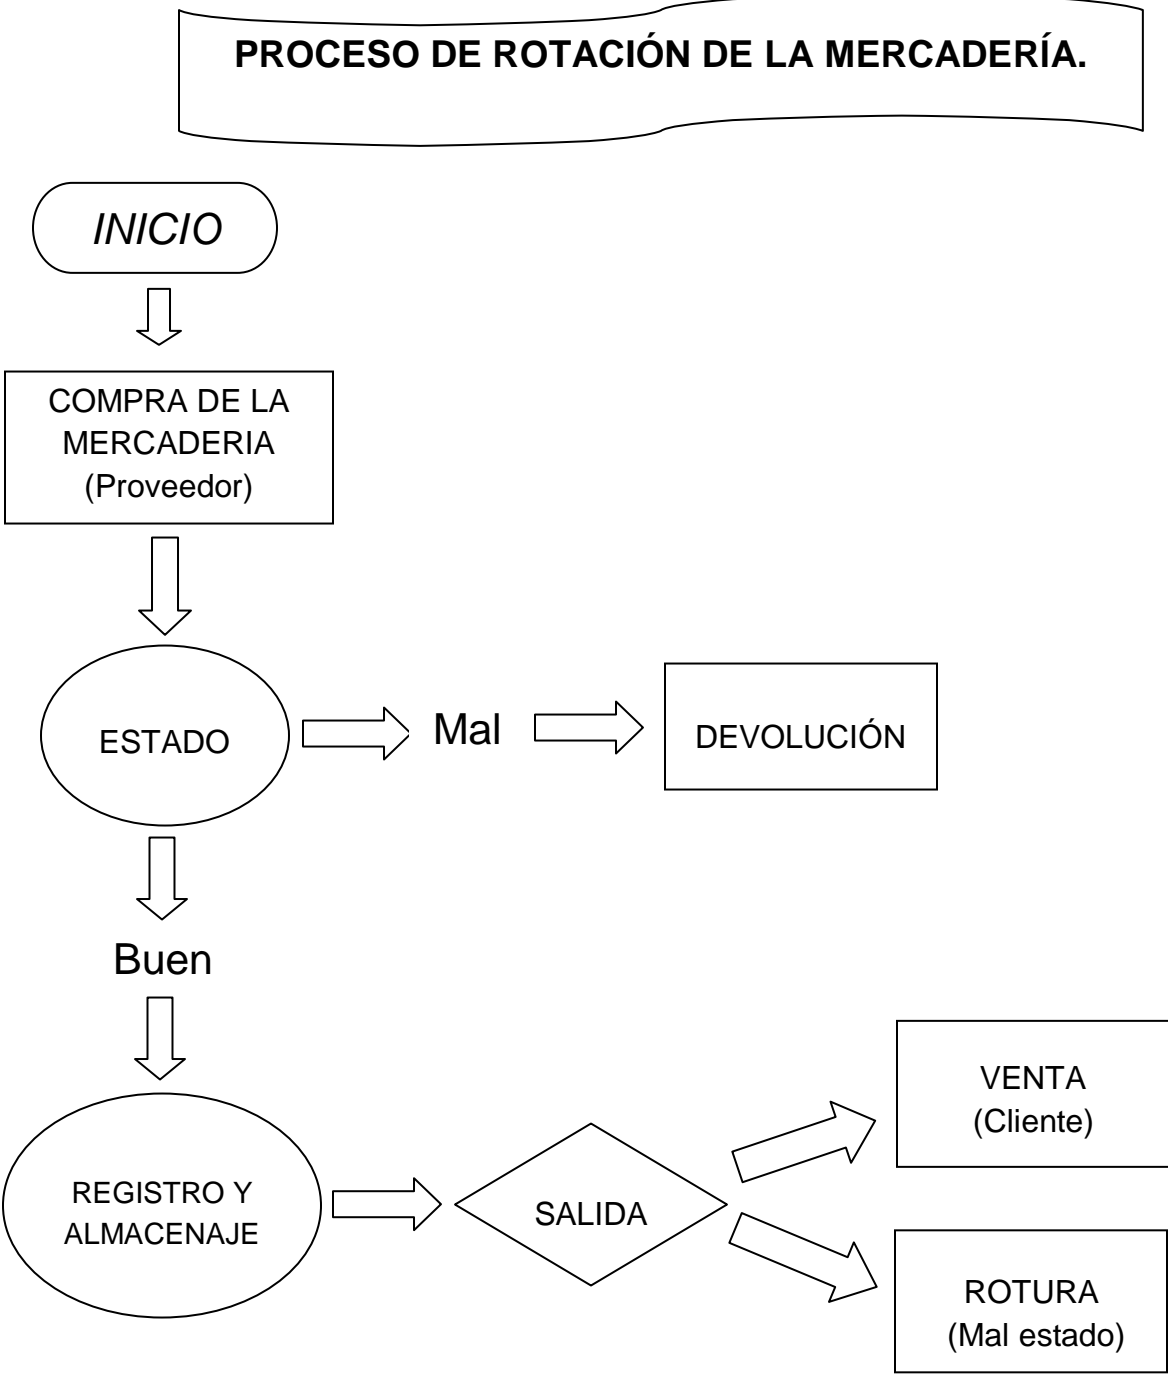 PROCESO DE ROTACIÓN DE LA MERCADERÍA.
INICIO
COMPRA DE LA
MERCADERIA
(Proveedor)
ESTADO
Mal
DEVOLUCIÓN
Buen
REGISTRO Y
ALMACENAJE
SALIDA
VENTA
(Cliente)
ROTURA
(Mal estado)